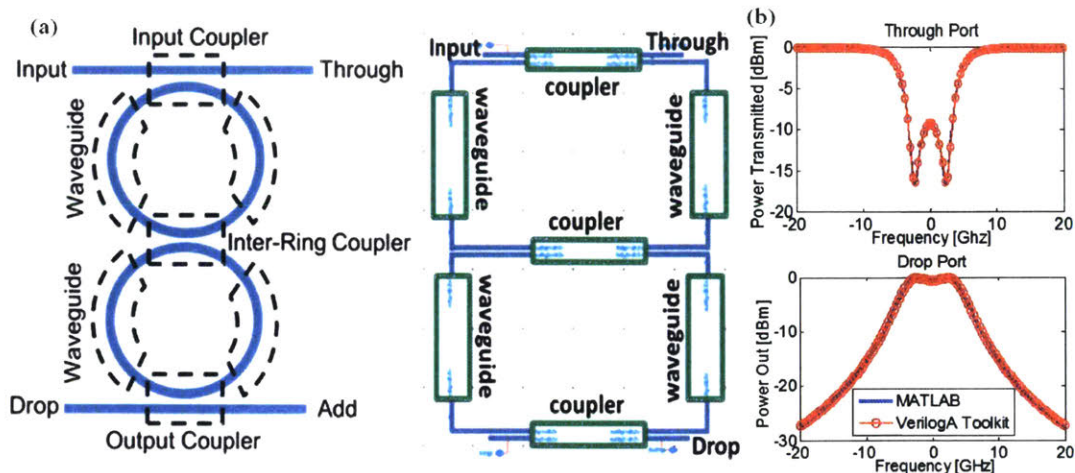 (a)
Input Coupler
Input
Through
Waveguide
Inter-Ring Coupler
Waveguide
Drop
Add
Output Coupler
Input
Through
coupler
waveguide
waveguide
coupler
waveguide
waveguide
coupler
Drop
(b)
Through Port
Power Transmitted [dBm]
0
-5
-10
-15
-20
-20
-10
0
10
20
Frequency [Ghz]
Drop Port
Power Out [dBm]
0
-10
-20
-30
MATLAB
VerilogA Toolkit
-20
-10
0
10
20
Frequency [GHz]